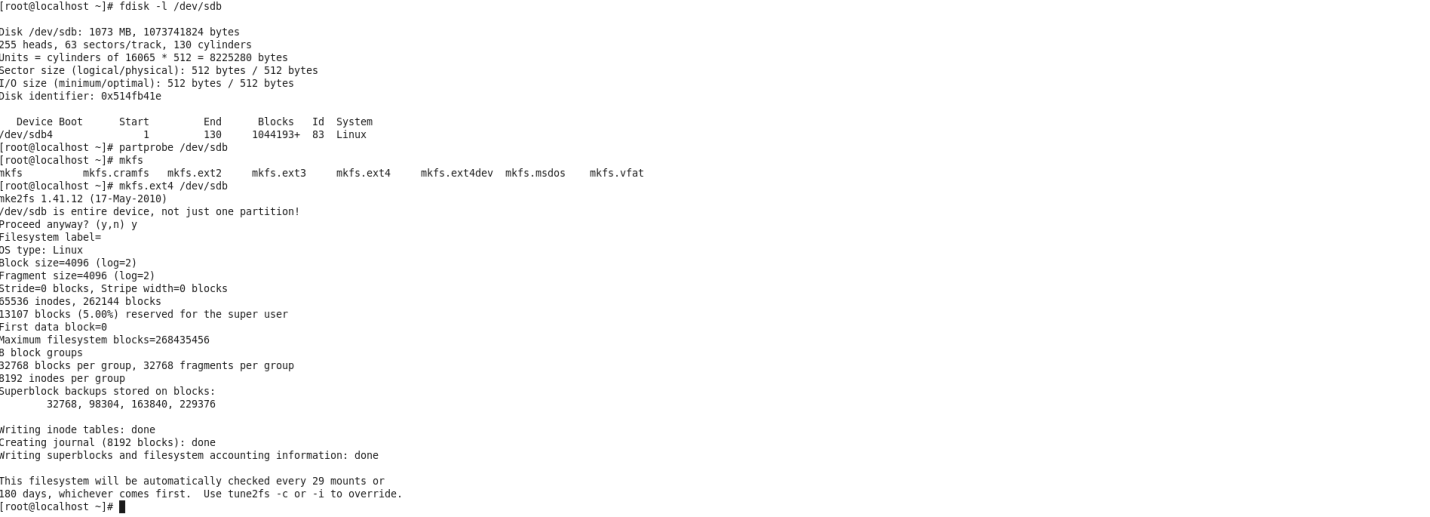 [root@localhost ~]# fdisk -l /dev/sdb

Disk /dev/sdb: 1073 MB, 1073741824 bytes
255 heads, 63 sectors/track, 130 cylinders
Units = cylinders of 16065 * 512 = 8225280 bytes
Sector size (logical/physical): 512 bytes / 512 bytes
I/O size (minimum/optimal): 512 bytes / 512 bytes
Disk identifier: 0x514fb41e

   Device Boot      Start         End      Blocks   Id  System
/dev/sdb4               1         130     1044193+  83  Linux
[root@localhost ~]# partprobe /dev/sdb
[root@localhost ~]# mkfs
mkfs          mkfs.cramfs   mkfs.ext2     mkfs.ext3     mkfs.ext4     mkfs.ext4dev  mkfs.msdos    mkfs.vfat
[root@localhost ~]# mkfs.ext4 /dev/sdb
mke2fs 1.41.12 (17-May-2010)
/dev/sdb is entire device, not just one partition!
Proceed anyway? (y,n) y
Filesystem label=
OS type: Linux
Block size=4096 (log=2)
Fragment size=4096 (log=2)
Stride=0 blocks, Stripe width=0 blocks
65536 inodes, 262144 blocks
13107 blocks (5.00%) reserved for the super user
First data block=0
Maximum filesystem blocks=268435456
8 block groups
32768 blocks per group, 32768 fragments per group
8192 inodes per group
Superblock backups stored on blocks:
        32768, 98304, 163840, 229376

Writing inode tables: done
Creating journal (8192 blocks): done
Writing superblocks and filesystem accounting information: done

This filesystem will be automatically checked every 29 mounts or
180 days, whichever comes first.  Use tune2fs -c or -i to override.
[root@localhost ~]#